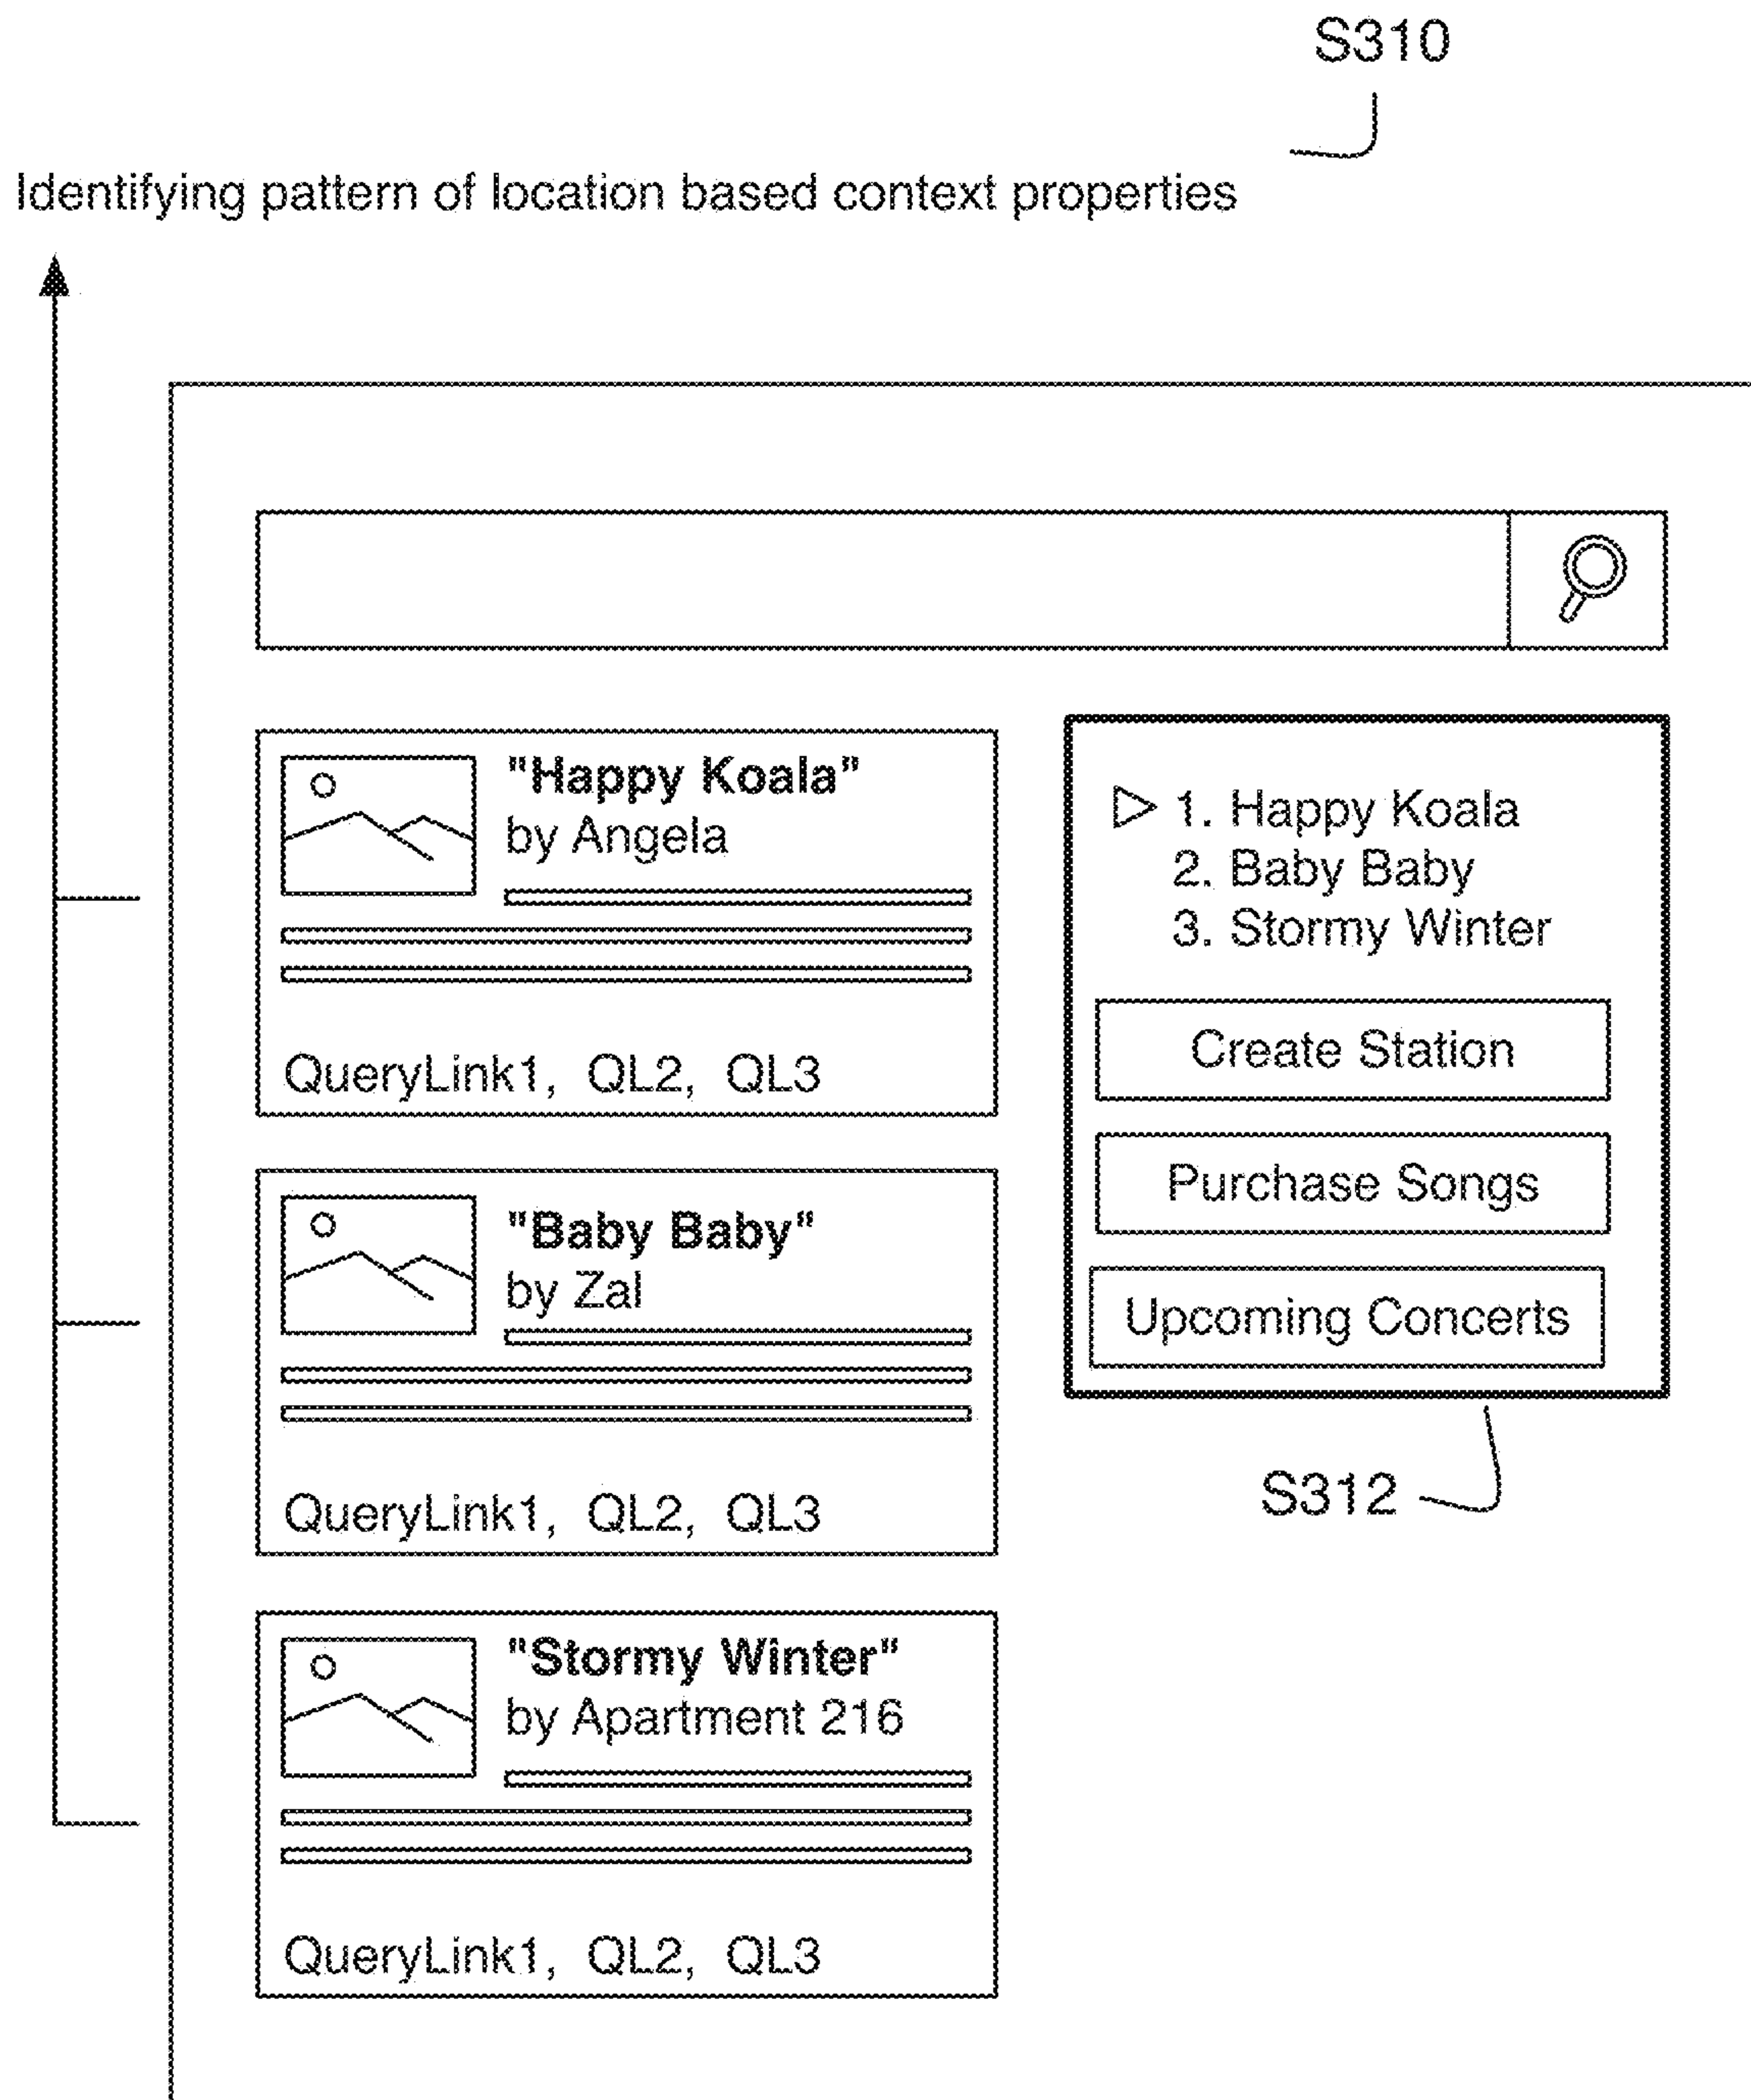 S310
Identifying pattern of location based context properties
"Happy Koala"
by Angela
QueryLink1, QL2, QL3
"Baby Baby"
by Zal
QueryLink1, QL2, QL3
"Stormy Winter"
by Apartment 216
QueryLink1, QL2, QL3
1. Happy Koala
2. Baby Baby
3. Stormy Winter
Create Station
Purchase Songs
Upcoming Concerts
S312